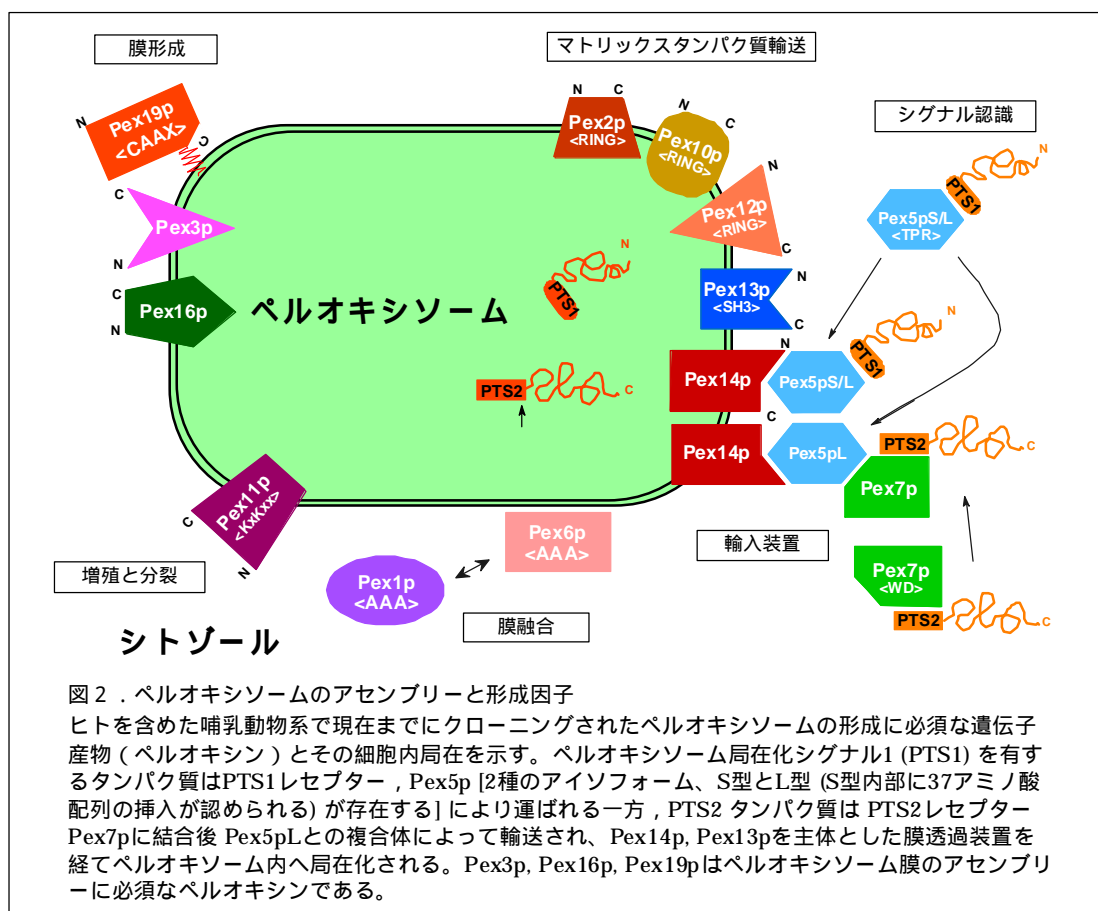 膜形成
マトリックスタンパク質輸送
シグナル認識
N
Pex19p
<CAAX>
C
N
C
Pex2p
<RING>
N
C
Pex10p
<RING>
N
Pex12p
<RING>
C
N
PTS1
Pex5pS/L
<TPR>
C
Pex3p
N
C
Pex16p
N
ペルオキシソーム
N
PTS1
N
Pex13p
<SH3>
C
N
Pex14p
Pex5pS/L
PTS1
N
PTS2
C
C
Pex14p
Pex5pL
PTS2
C
Pex7p
Pex11p
<KxKxx>
C
N
増殖と分裂
Pex6p
<AAA>
Pex1p
<AAA>
膜融合
輸入装置
Pex7p
<WD>
PTS2
C
シトゾール
図2．ペルオキシソームのアセンブリーと形成因子
ヒトを含めた哺乳動物系で現在までにクローニングされたペルオキシソームの形成に必須な遺伝子
産物（ペルオキシン）とその細胞内局在を示す。ペルオキシソーム局在化シグナル1 (PTS1) を有す
るタンパク質はPTS1レセプター，Pex5p [2種のアイソフォーム、S型とL型 (S型内部に37アミノ酸
配列の挿入が認められる) が存在する] により運ばれる一方，PTS2 タンパク質は PTS2レセプター
Pex7pに結合後 Pex5pLとの複合体によって輸送され、Pex14p, Pex13pを主体とした膜透過装置を
経てペルオキソーム内へ局在化される。Pex3p, Pex16p, Pex19pはペルオキシソーム膜のアセンブリ
ーに必須なペルオキシンである。